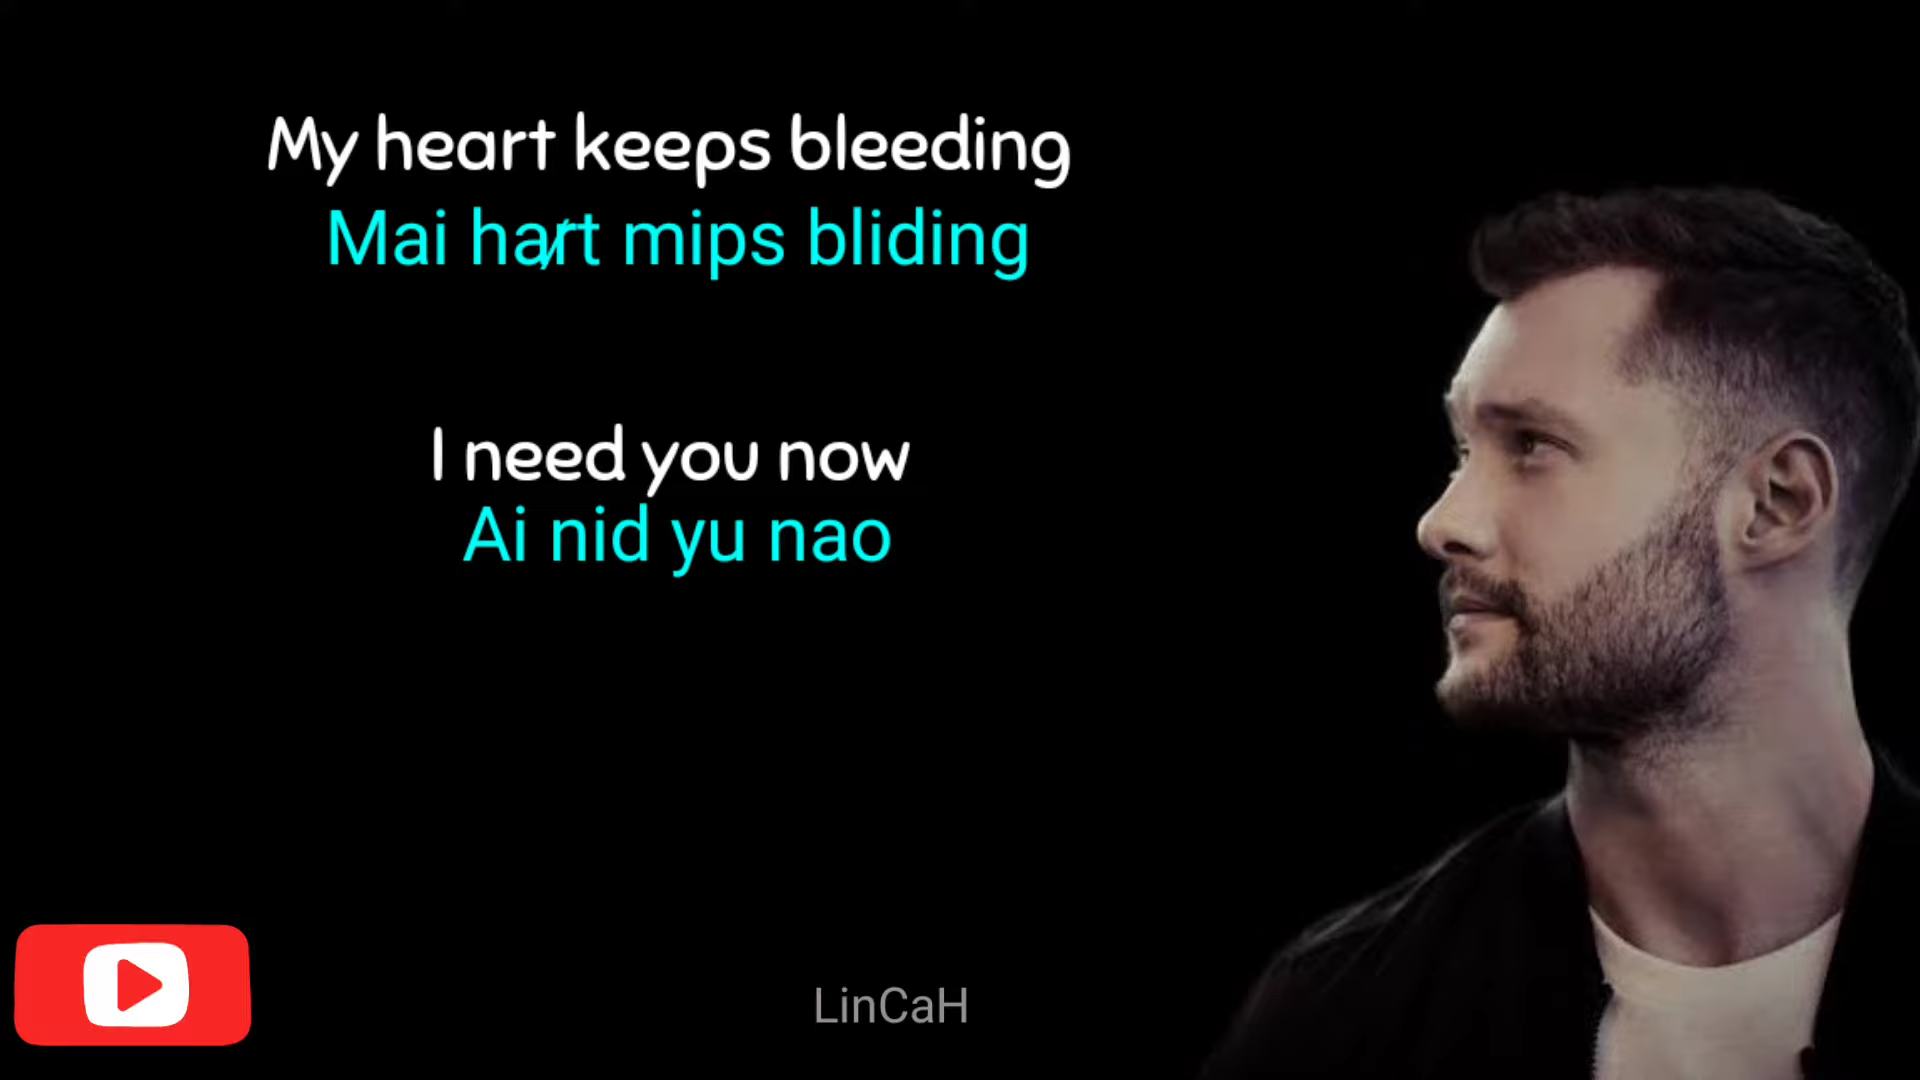 My heart keeps bleeding
Mai hart mips bliding
I need you now
Ai nid yu nao
LinCaH